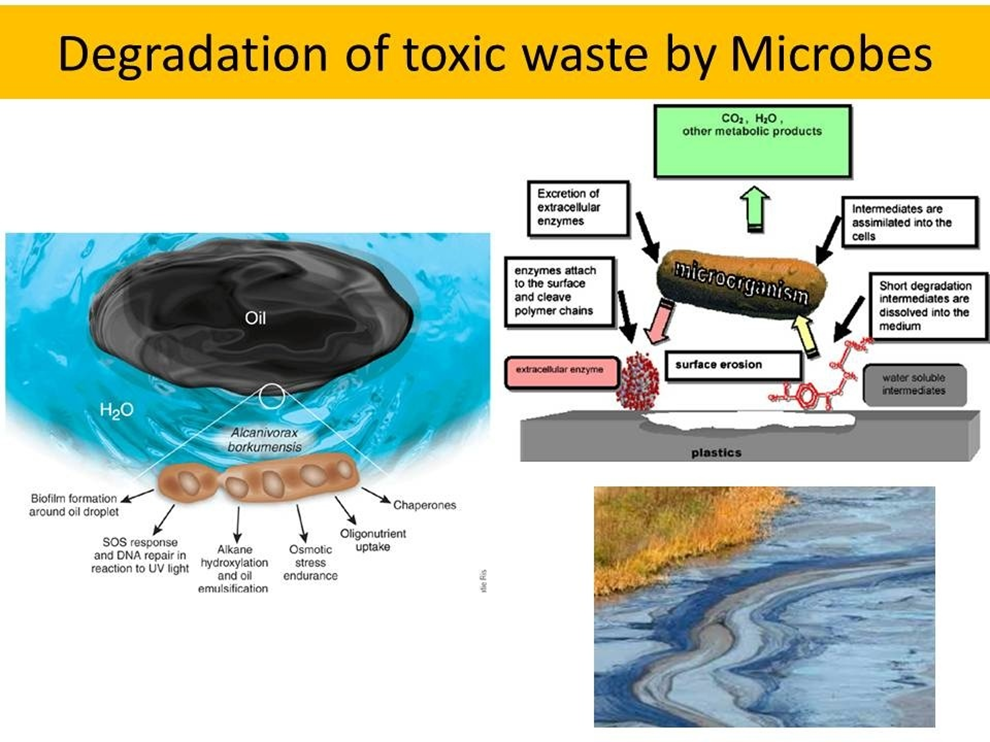 Degradation of toxic waste by Microbes
CO₂, H₂O,
other metabolic products
Excretion of
extracellular
enzymes
Intermediates are
assimilated into the
cells
microorganism
enzymes attach
to the surface
and cleave
polymer chains
Short degradation
intermediates are
dissolved into the
medium
extracellular enzyme
surface erosion
water soluble
intermediates
plastics
Oil
H₂O
Alcanivorax
borkumensis
Biofilm formation
around oil droplet
SOS response
and DNA repair in
reaction to UV light
Alkane
hydroxylation
and oil
emulsification
Osmotic
stress
endurance
Oligonutrient
uptake
Chaperones